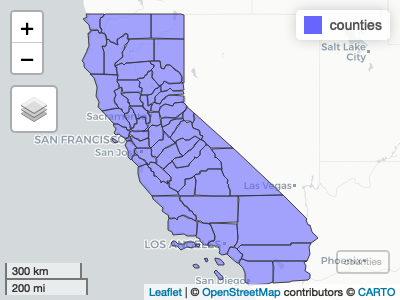 +
−
counties
Salt Lake
City
Sacramento
SAN FRANCISCO
San Jose
Las Vegas
LOS ANGELES
Phoenix
counties
San Diego
300 km
200 mi
Leaflet | © OpenStreetMap contributors © CARTO